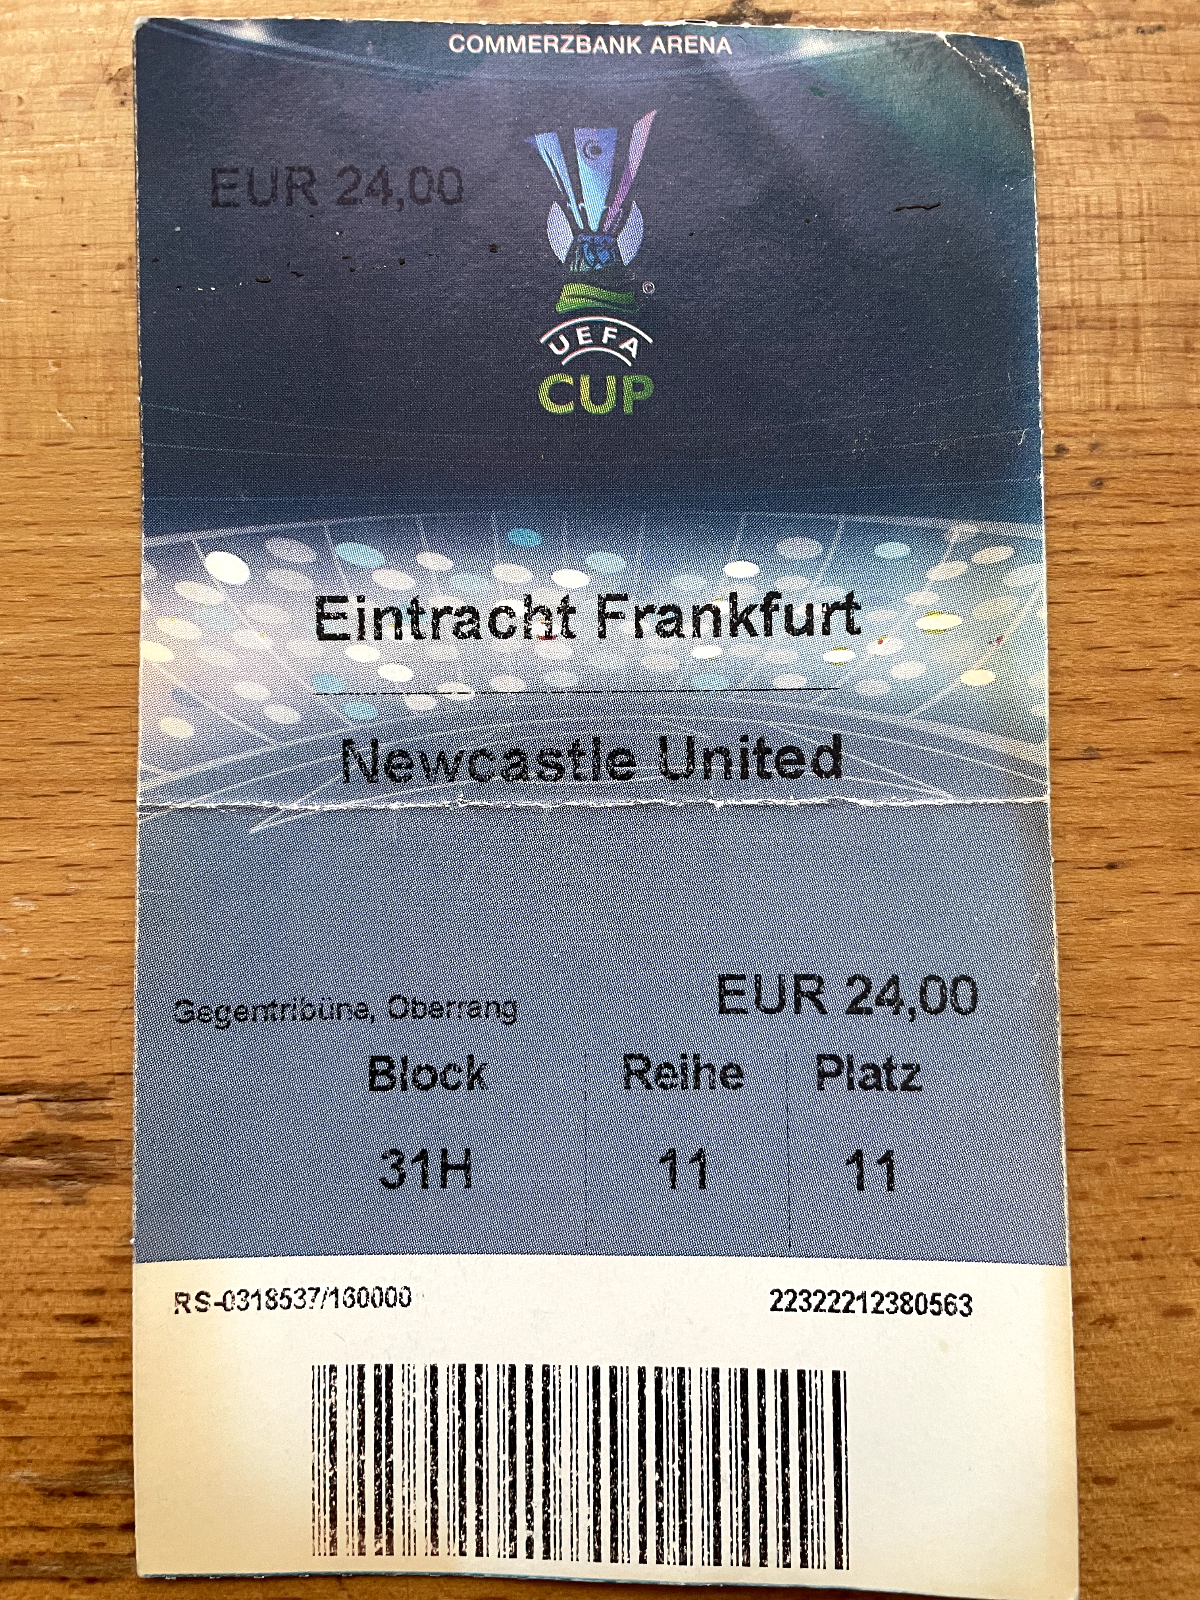 COMMERZBANK ARENA
EUR 24,00
©
UEFA
CUP
Eintracht Frankfurt
Newcastle United
Gegentribüne, Oberrang
EUR 24,00
Block Reihe Platz
31H 11 11
RS-0318537/160000 22322212380563